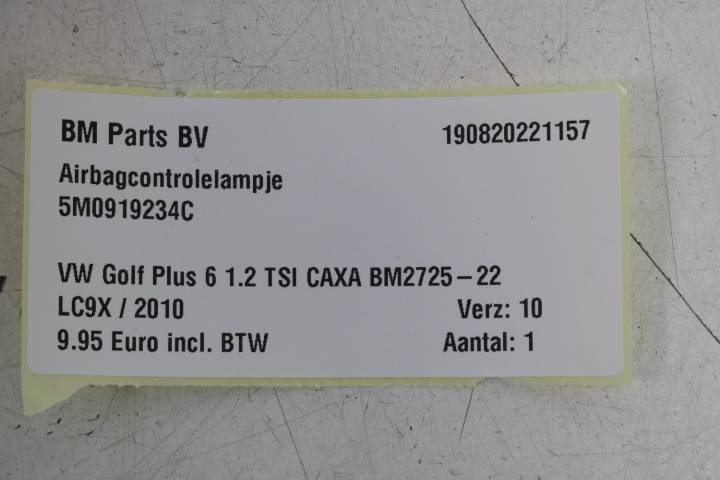 BM Parts BV 190820221157
Airbagcontrolelampje
5M0919234C
VW Golf Plus 6 1.2 TSI CAXA BM2725-22
LC9X / 2010 Verz: 10
9.95 Euro incl. BTW Aantal: 1